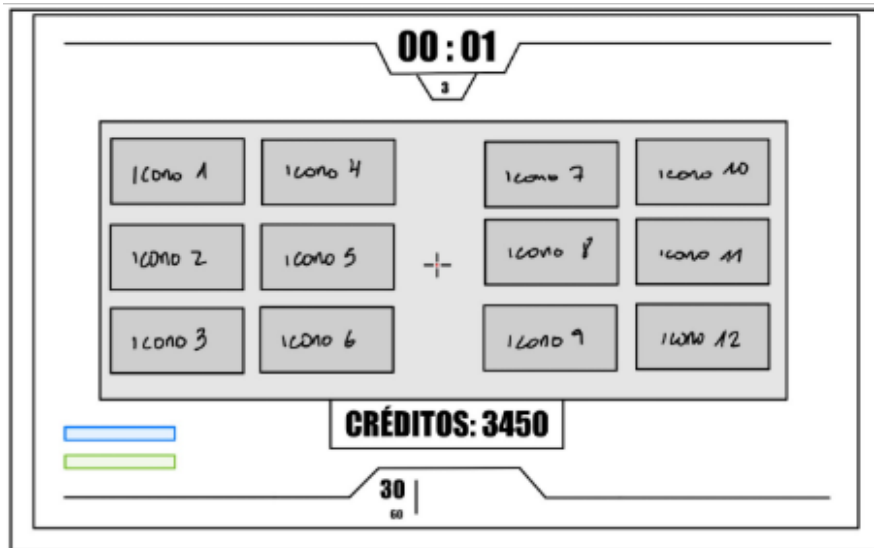 00 : 01
3
Icono 1
icono 4
icono 7
icono 10
icono 2
icono 5
icono 8
icono 11
icono 3
icono 6
icono 9
icono 12
CRÉDITOS: 3450
30
60